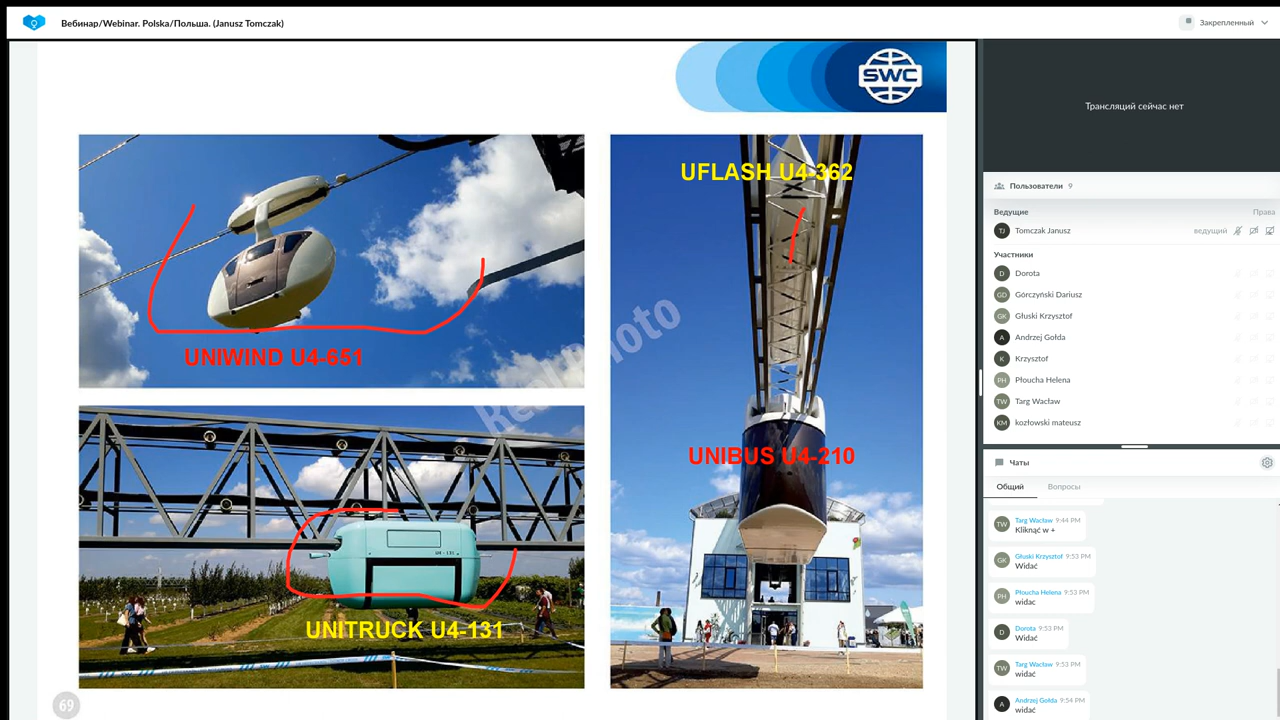 Вебинар/Webinar. Polska/Польша. (Janusz Tomczak)
Закрепленный
SWC
UNIWIND U4-651
UNITRUCK U4-131
U4-131
UFLASH U4-362
UNIBUS U4-210
69
Трансляций сейчас нет
Пользователи 9
Ведущие Права
TJ Tomczak Janusz ведущий
Участники
D Dorota
GD Górczyński Dariusz
GK Głuski Krzysztof
A Andrzej Gołda
K Krzysztof
PH Płoucha Helena
TW Targ Wacław
KM kozłowski mateusz
Чаты
Общий Вопросы
TW Targ Wacław 9:44 PM
Kliknąć w +
GK Głuski Krzysztof 9:53 PM
Widać
PH Płoucha Helena 9:53 PM
widac
D Dorota 9:53 PM
Widać
TW Targ Wacław 9:53 PM
widać
A Andrzej Gołda 9:54 PM
widać